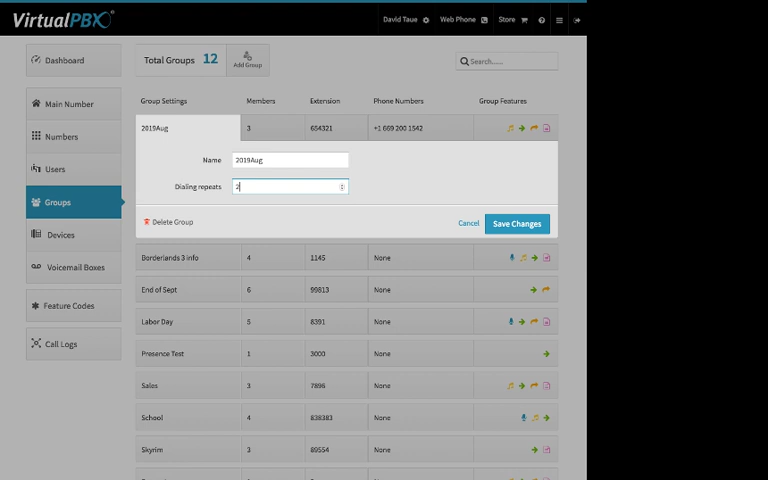 VirtualPBX
David Taue
Web Phone
Store
Dashboard
Main Number
Numbers
Users
Groups
Devices
Voicemail Boxes
Feature Codes
Call Logs
Total Groups 12
Add Group
Search......
Group Settings Members Extension Phone Numbers Group Features
2019Aug 3 654321 +1 669 200 1542
Name 2019Aug
Dialing repeats 2
Delete Group
Cancel
Save Changes
Borderlands 3 info 4 1145 None
End of Sept 6 99813 None
Labor Day 5 8391 None
Presence Test 1 3000 None
Sales 3 7896 None
School 4 838383 None
Skyrim 3 89554 None